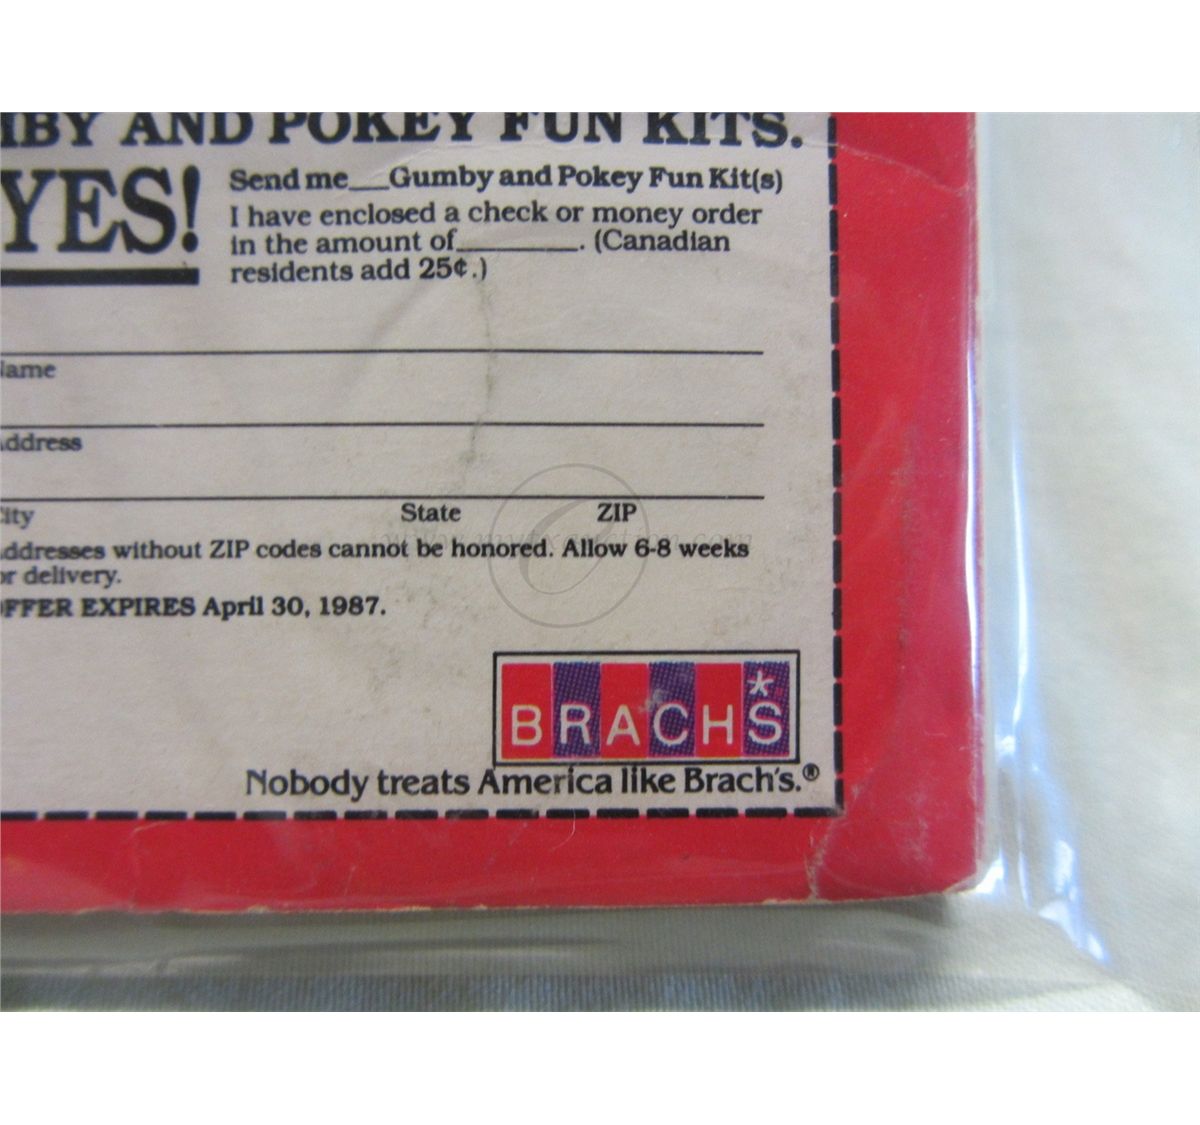 MBY AND POKEY FUN KITS.
YES!
Send me___Gumby and Pokey Fun Kit(s)
I have enclosed a check or money order
in the amount of_________. (Canadian
residents add 25¢.)
ame
ddress
ity
State ZIP
ddresses without ZIP codes cannot be honored. Allow 6-8 weeks
or delivery.
FFER EXPIRES April 30, 1987.
BRACH*S
Nobody treats America like Brach's.®